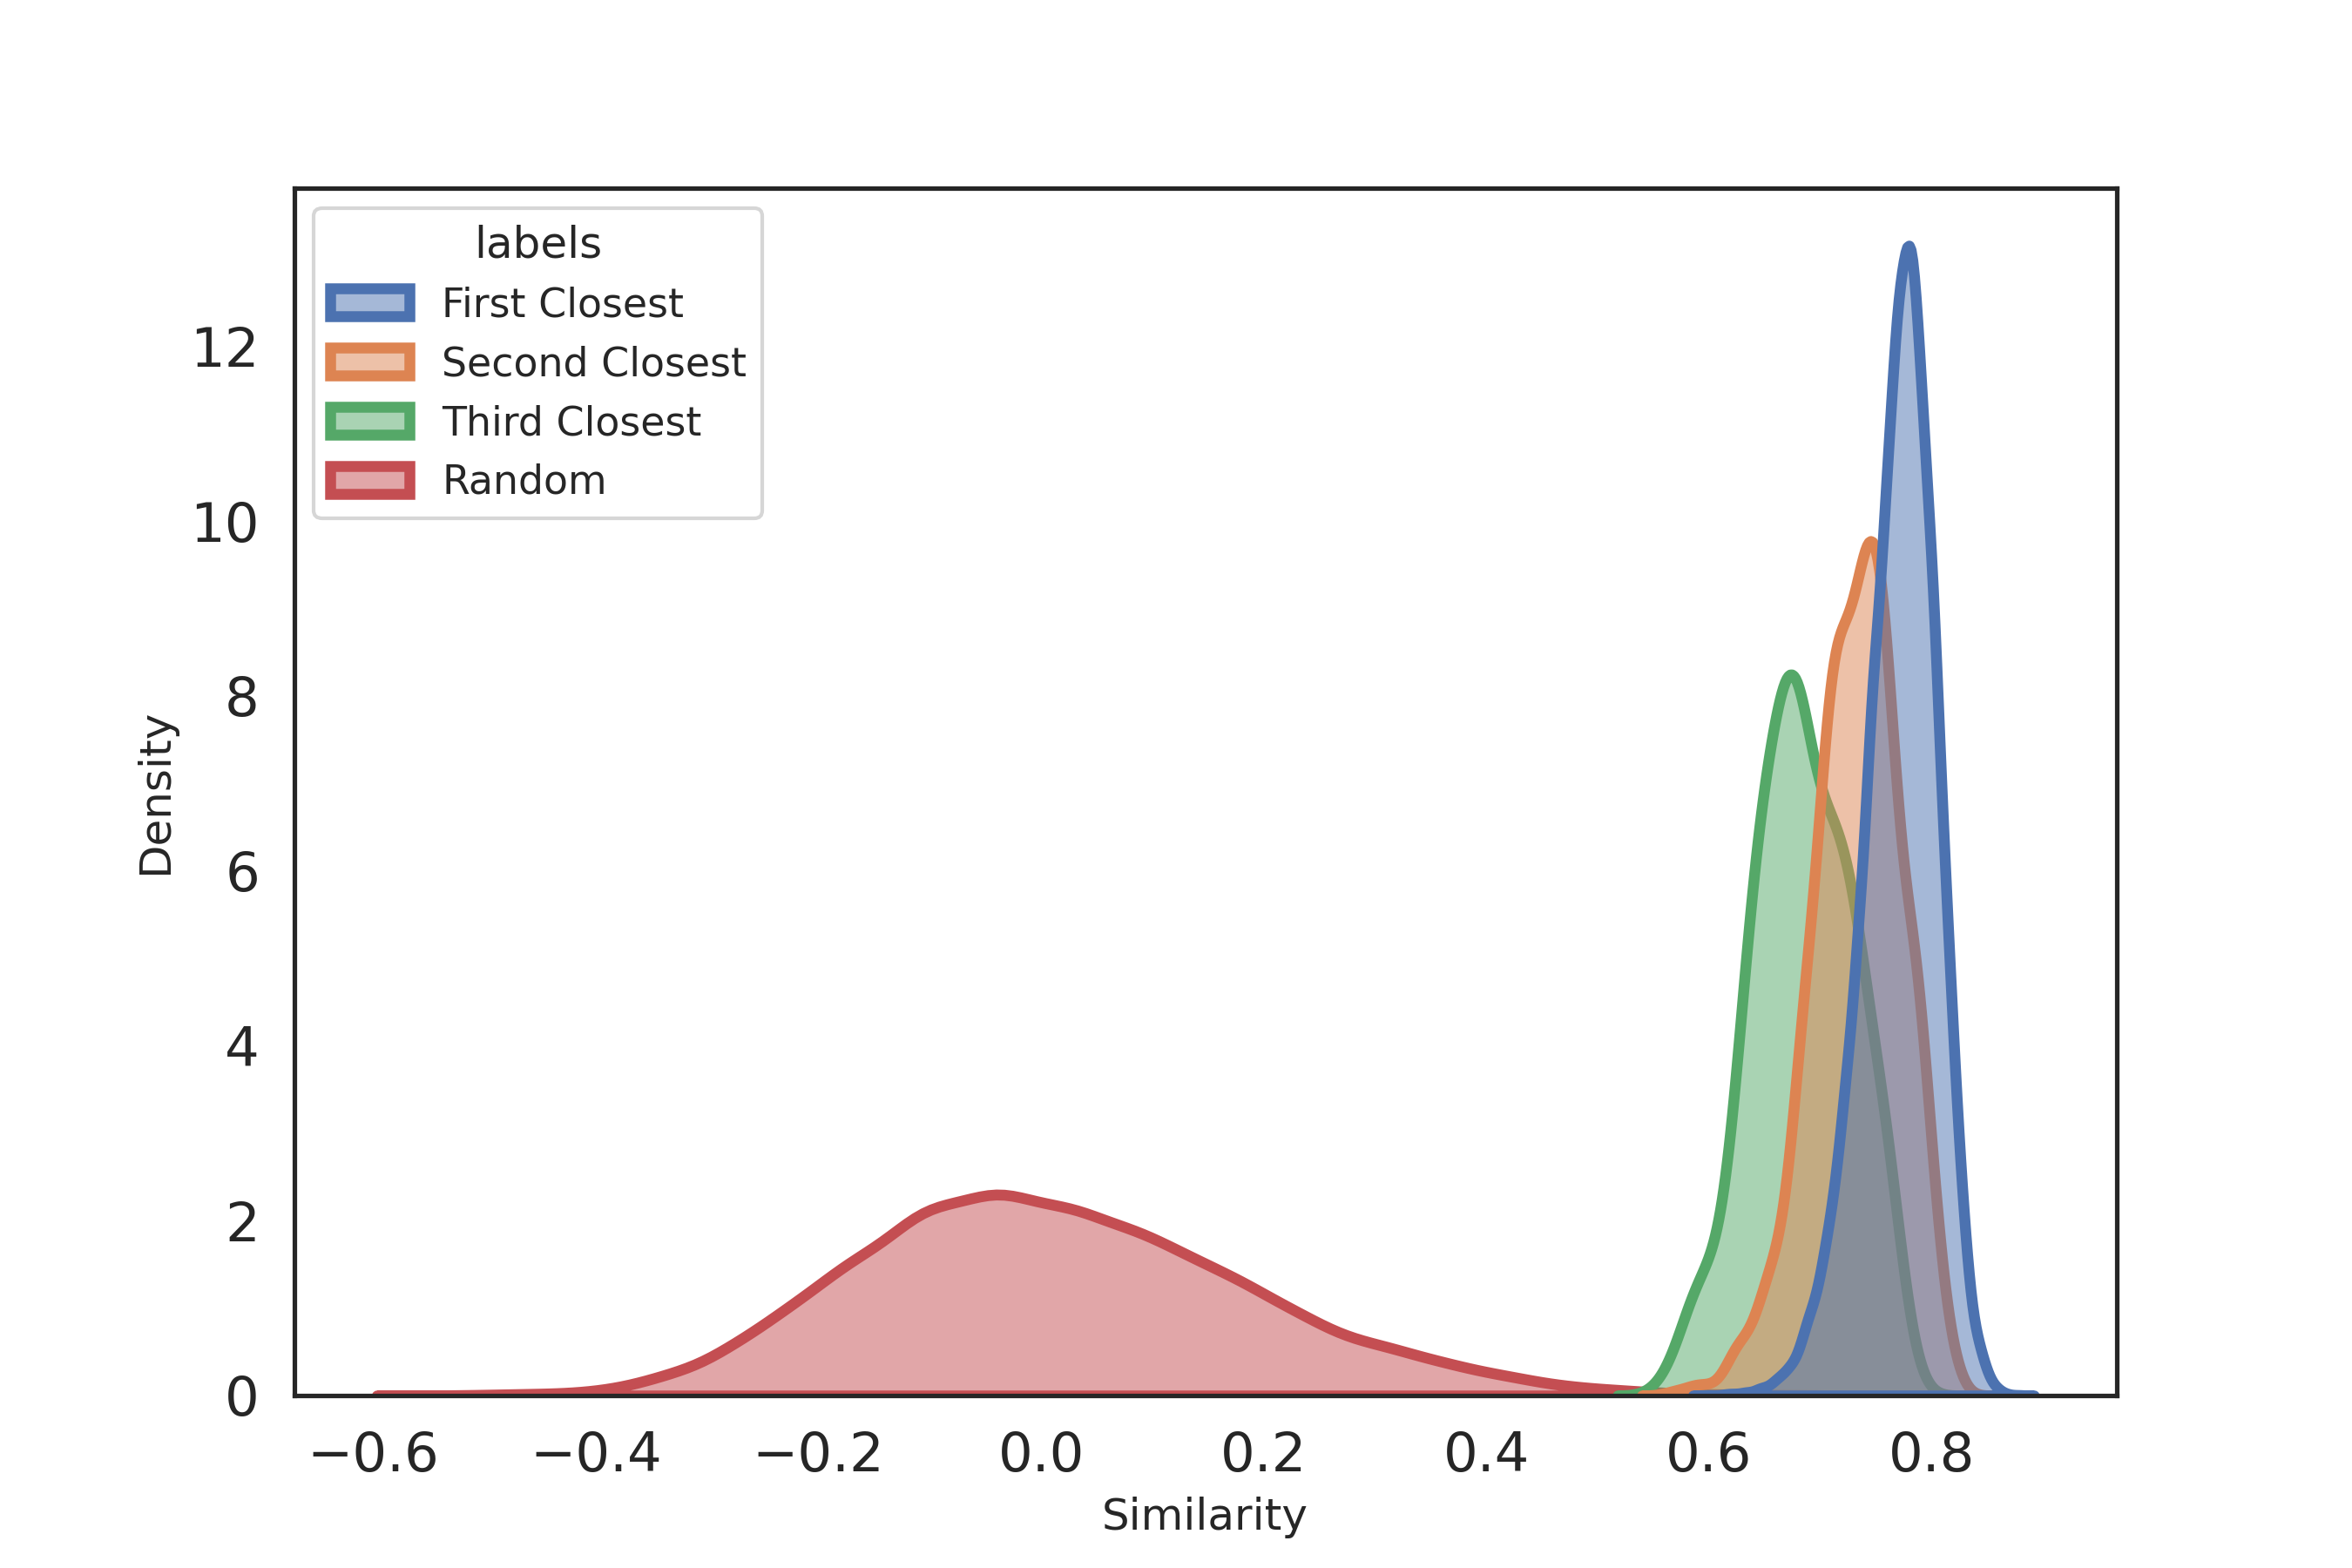 labels
First Closest
Second Closest
Third Closest
Random
12
10
8
6
4
2
0
Density
−0.6 −0.4 −0.2 0.0 0.2 0.4 0.6 0.8
Similarity